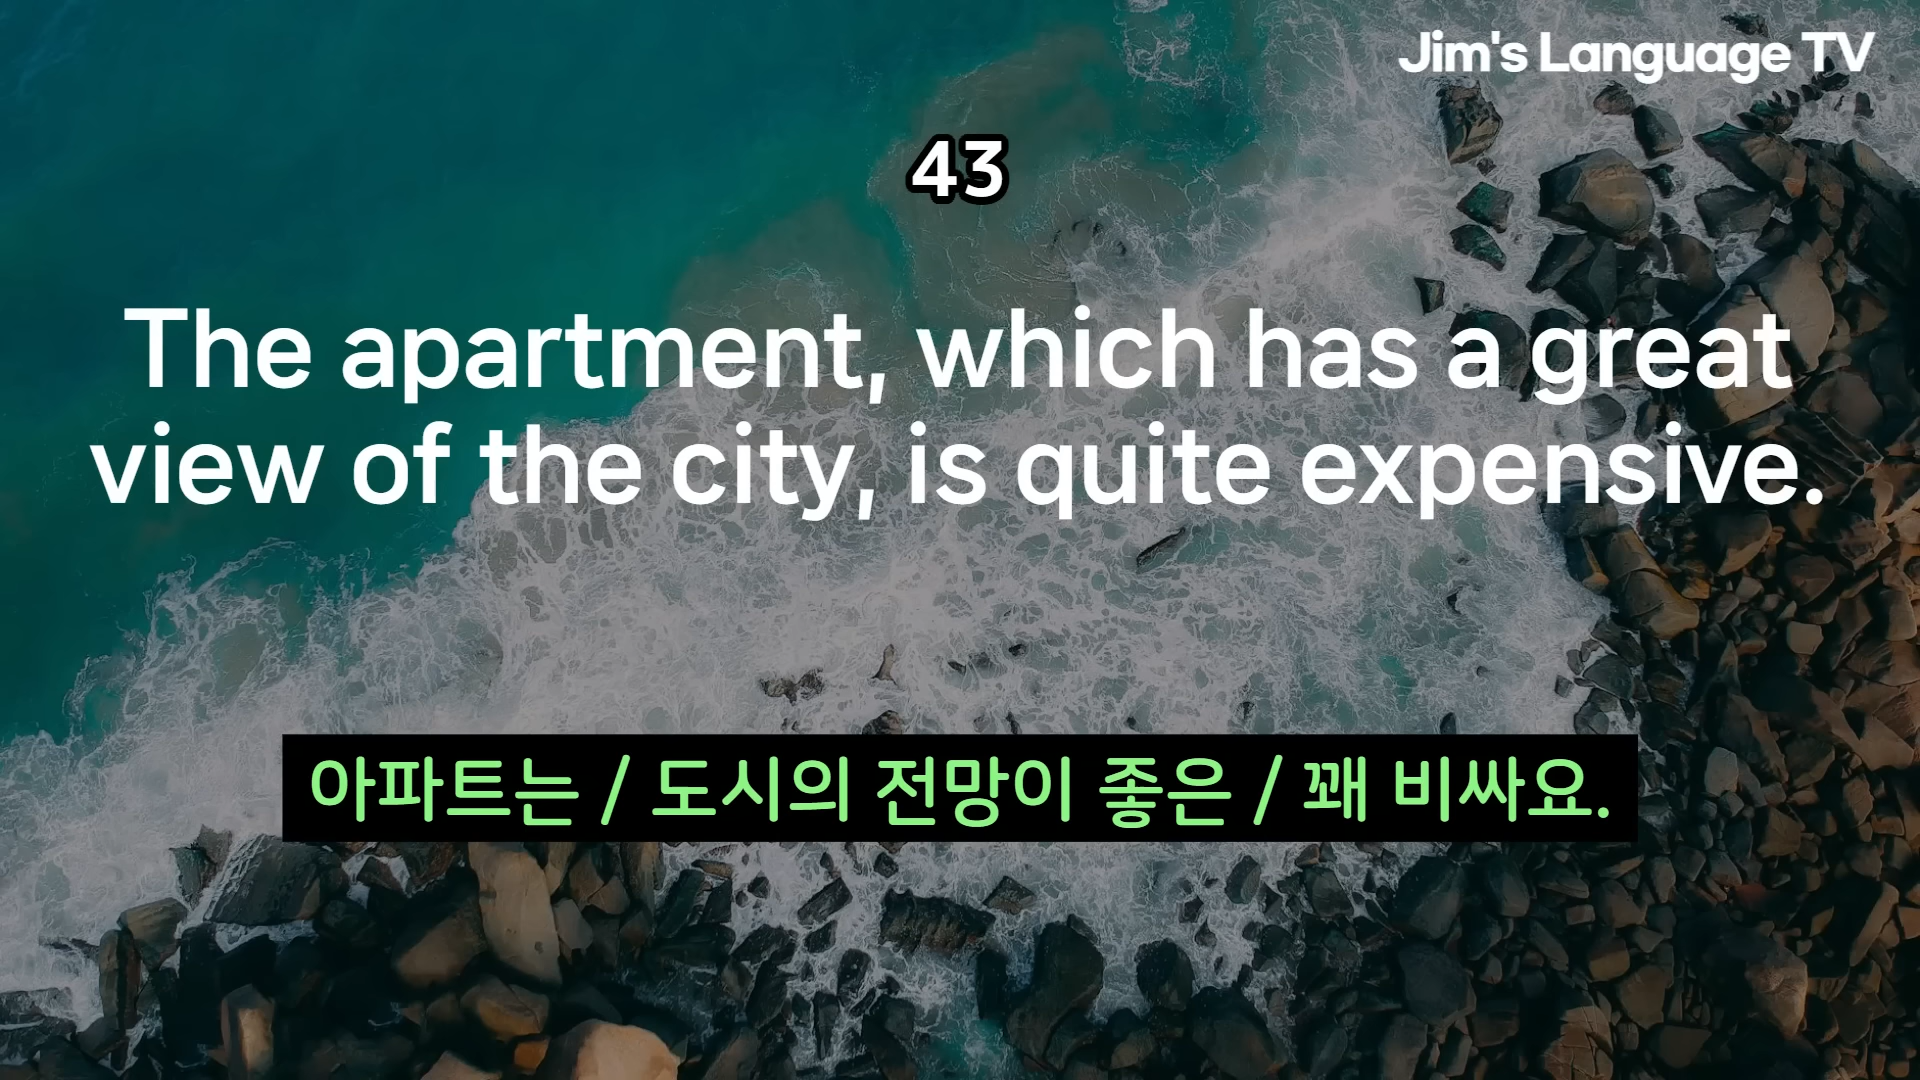 Jim's Language TV
43
The apartment, which has a great
view of the city, is quite expensive.
아파트는 / 도시의 전망이 좋은 / 꽤 비싸요.